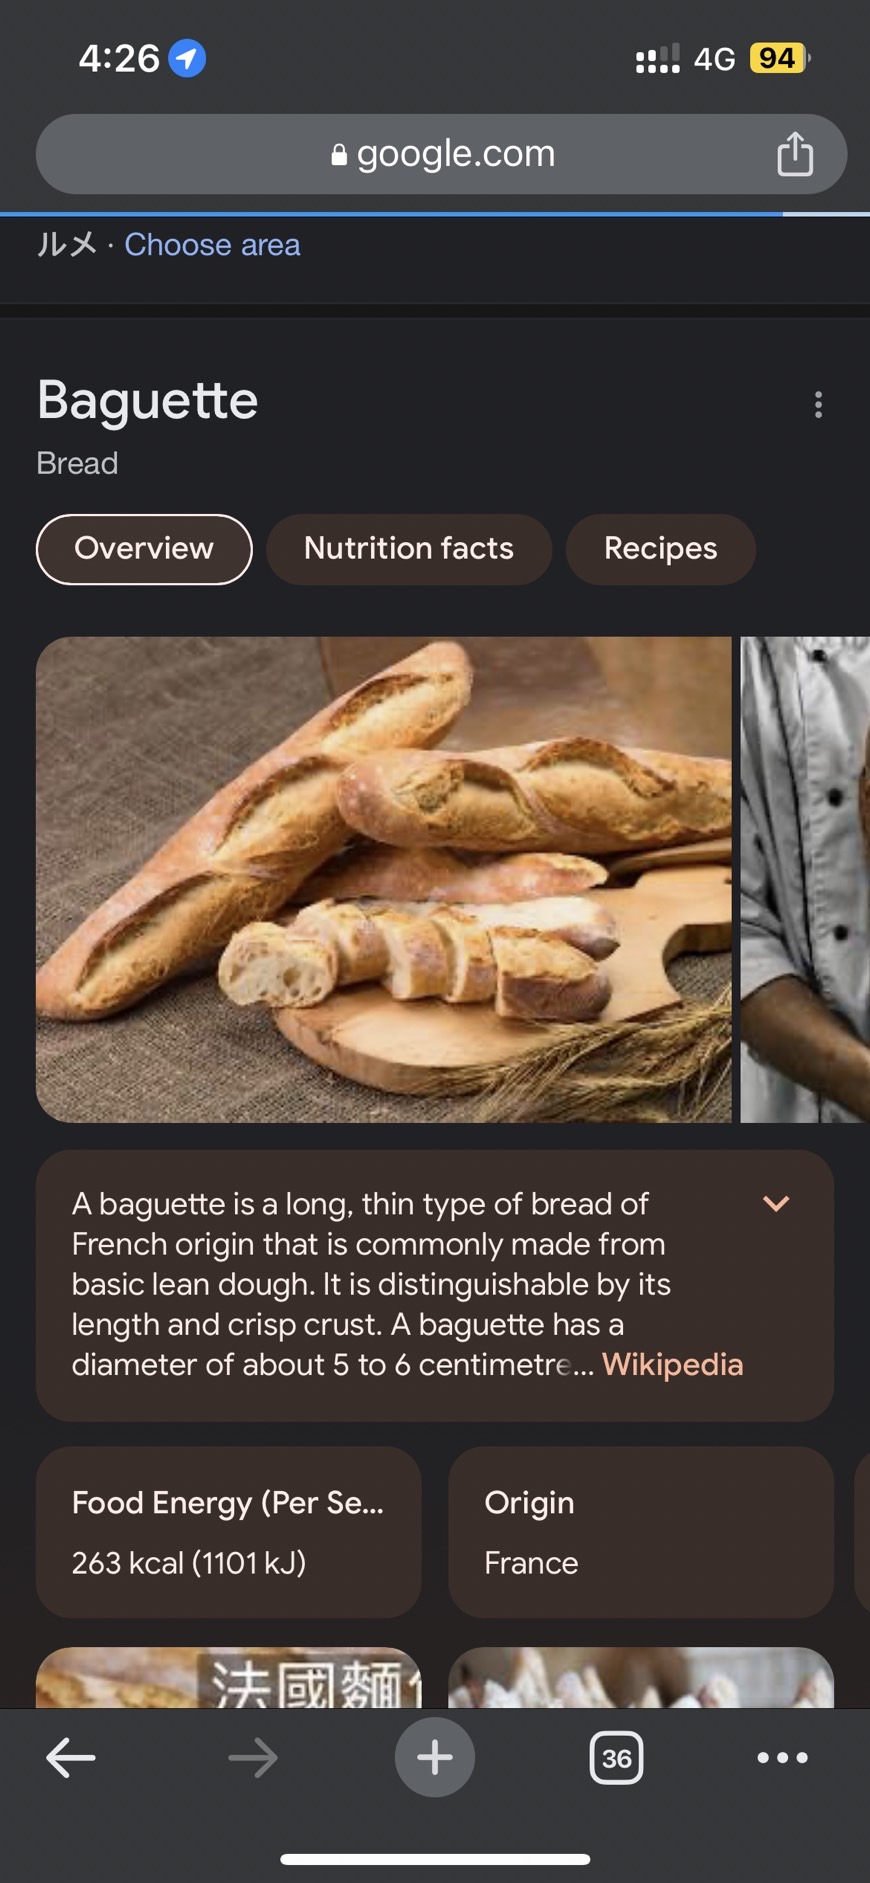 4:26 4G 94
google.com
ルメ · Choose area
Baguette
Bread
Overview Nutrition facts Recipes
A baguette is a long, thin type of bread of
French origin that is commonly made from
basic lean dough. It is distinguishable by its
length and crisp crust. A baguette has a
diameter of about 5 to 6 centimetre... Wikipedia
Food Energy (Per Se... Origin
263 kcal (1101 kJ) France
法國麵
36